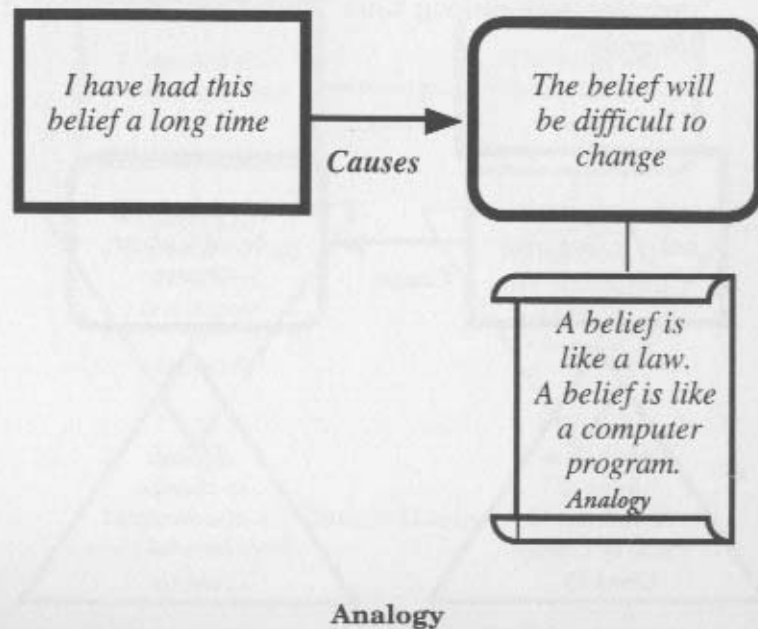 I have had this
belief a long time
Causes
The belief will
be difficult to
change
A belief is
like a law.
A belief is like
a computer
program.
Analogy
Analogy